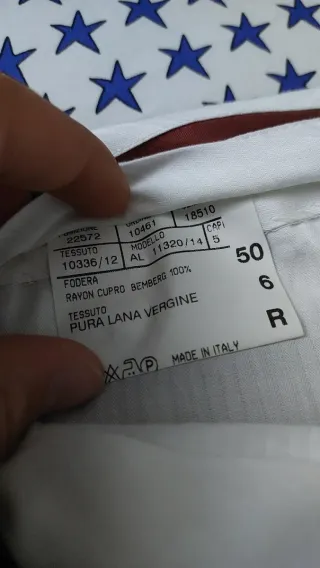 22572 10461 18510
TESSUTO MODELLO CAPI
10336/12 AL 11320/14 5
FODERA
RAYON CUPRO BEMBERG 100%
TESSUTO
PURA LANA VERGINE
50
6
R
P
MADE IN ITALY